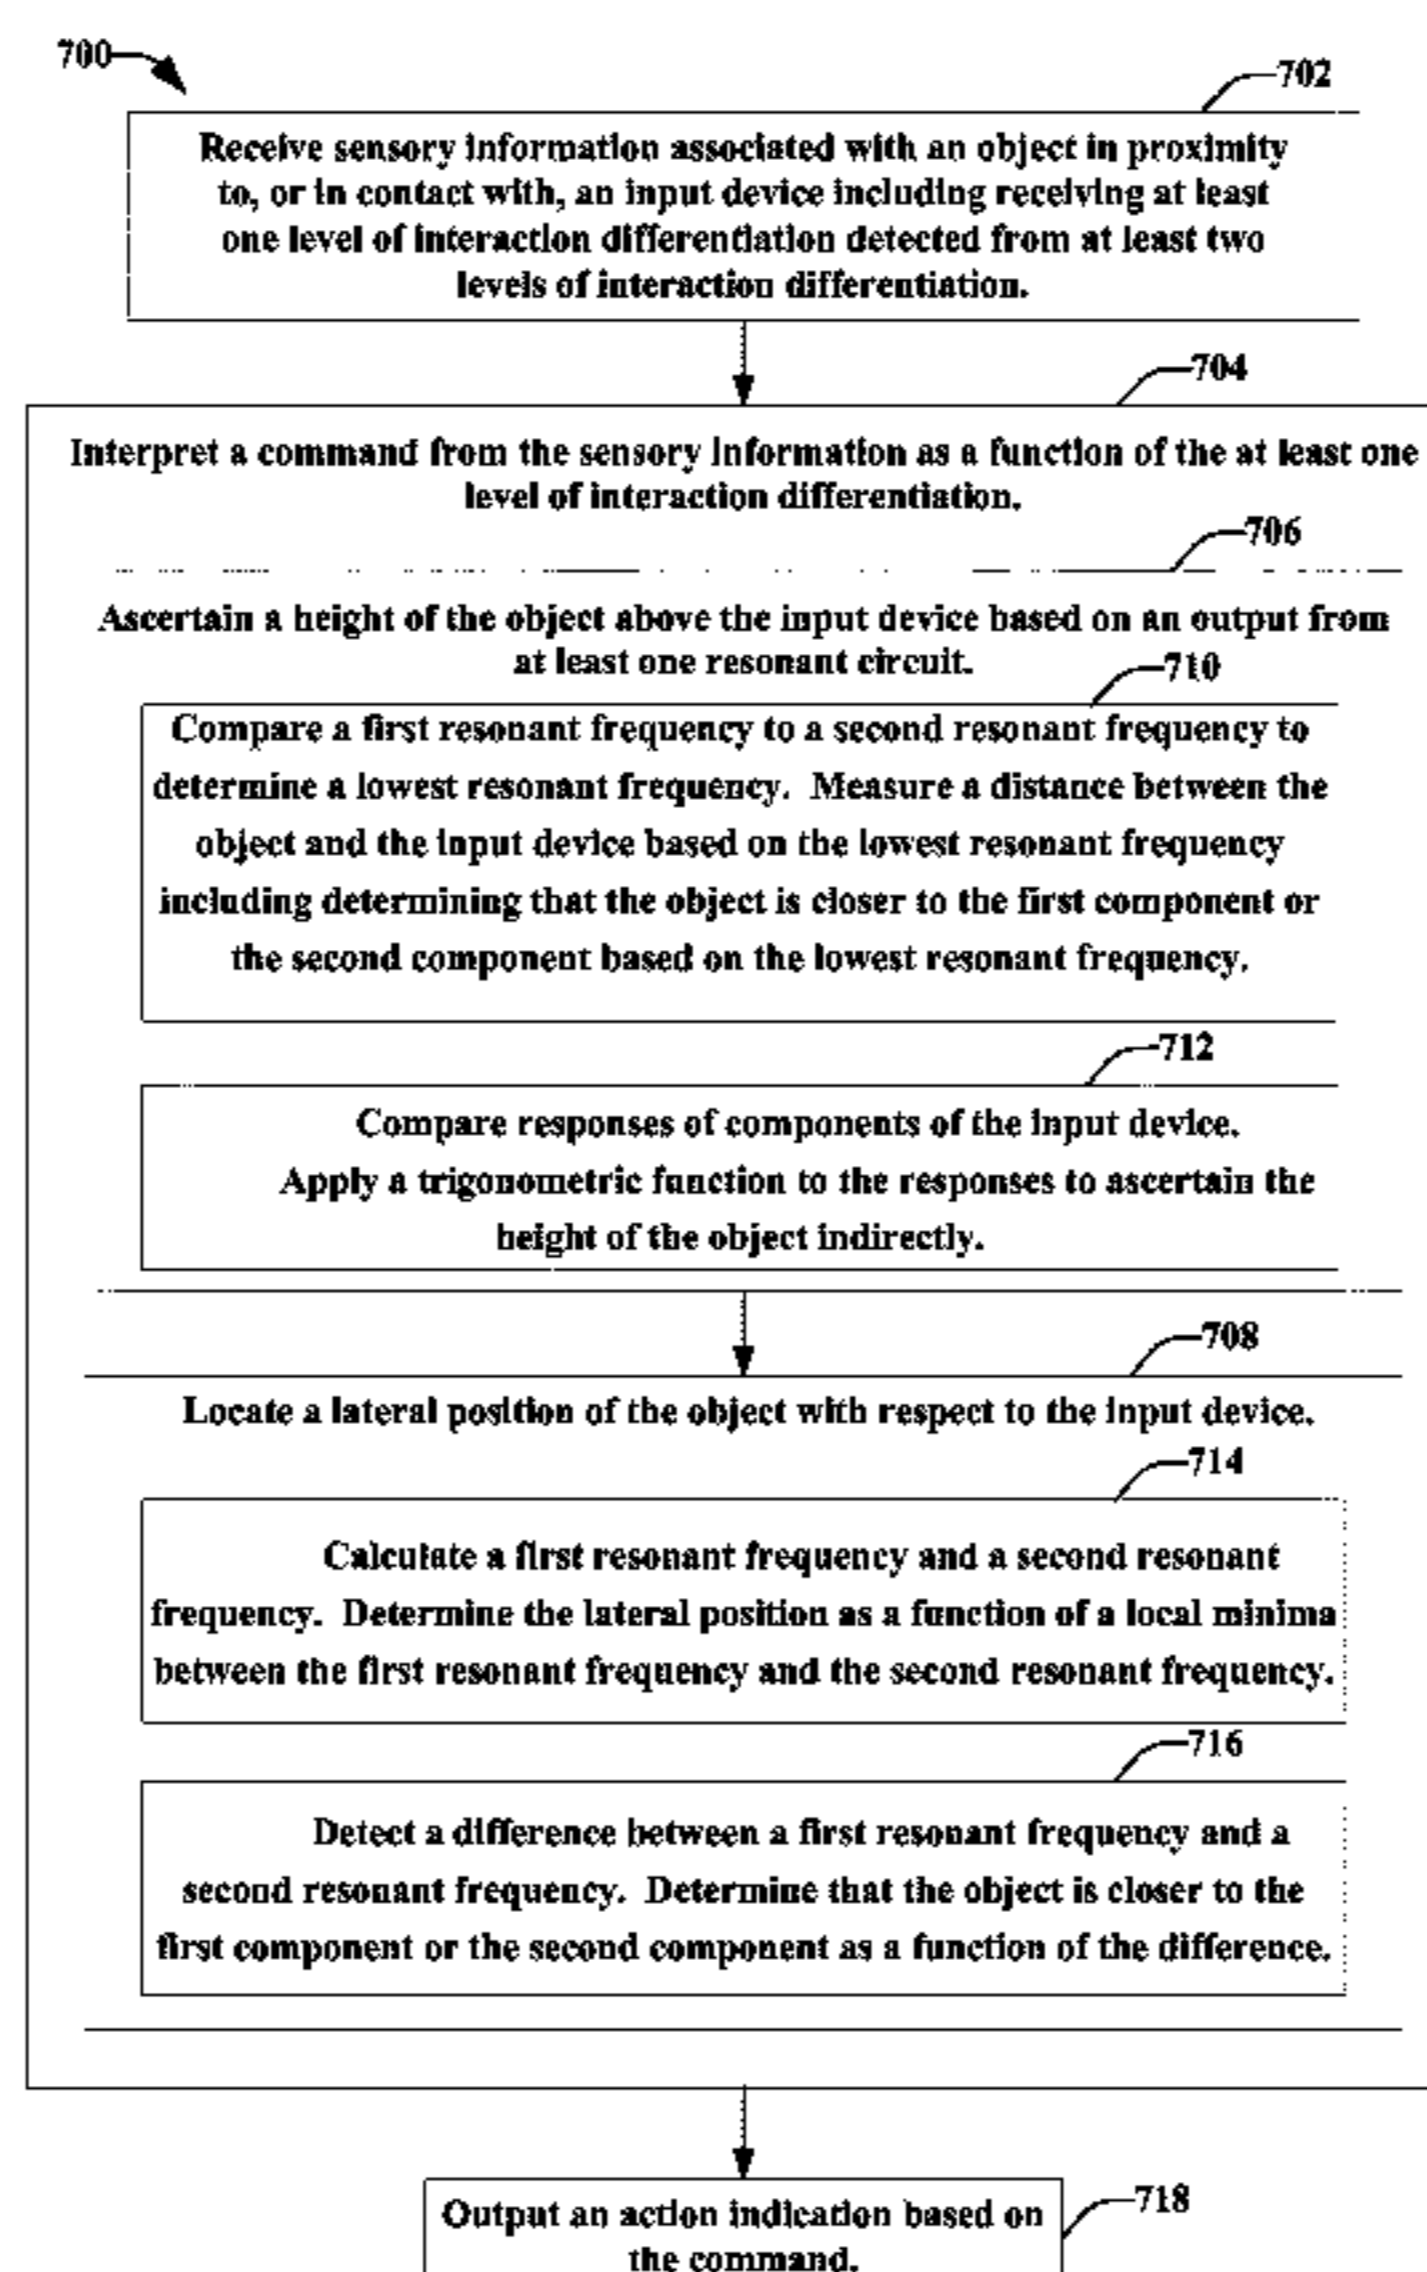 700
702
Receive sensory information associated with an object in proximity
to, or in contact with, an input device including receiving at least
one level of interaction differentiation detected from at least two
levels of interaction differentiation.
704
Interpret a command from the sensory information as a function of the at least one
level of interaction differentiation.
706
Ascertain a height of the object above the input device based on an output from
at least one resonant circuit.
710
Compare a first resonant frequency to a second resonant frequency to
determine a lowest resonant frequency. Measure a distance between the
object and the input device based on the lowest resonant frequency
including determining that the object is closer to the first component or
the second component based on the lowest resonant frequency.
712
Compare responses of components of the input device.
Apply a trigonometric function to the responses to ascertain the
height of the object indirectly.
708
Locate a lateral position of the object with respect to the input device.
714
Calculate a first resonant frequency and a second resonant
frequency. Determine the lateral position as a function of a local minima
between the first resonant frequency and the second resonant frequency.
716
Detect a difference between a first resonant frequency and a
second resonant frequency. Determine that the object is closer to the
first component or the second component as a function of the difference.
718
Output an action indication based on
the command.